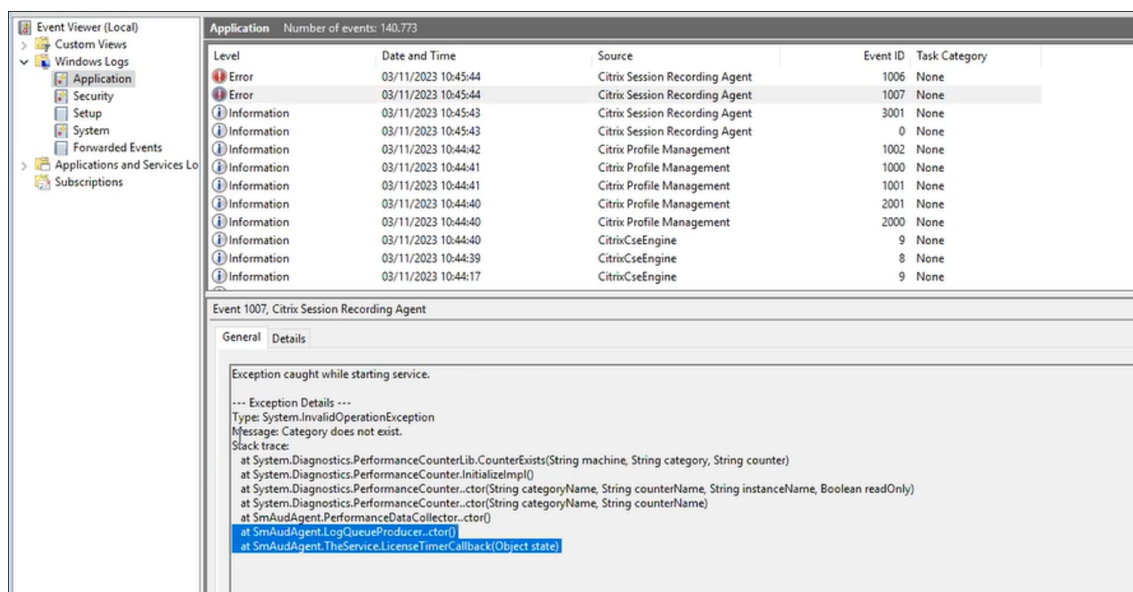 Event Viewer (Local)
Custom Views
Windows Logs
Application
Security
Setup
System
Forwarded Events
Applications and Services Lo
Subscriptions
Application Number of events: 140.773
Level Date and Time Source Event ID Task Category
Error 03/11/2023 10:45:44 Citrix Session Recording Agent 1006 None
Error 03/11/2023 10:45:44 Citrix Session Recording Agent 1007 None
Information 03/11/2023 10:45:43 Citrix Session Recording Agent 3001 None
Information 03/11/2023 10:45:43 Citrix Session Recording Agent 0 None
Information 03/11/2023 10:44:42 Citrix Profile Management 1002 None
Information 03/11/2023 10:44:41 Citrix Profile Management 1000 None
Information 03/11/2023 10:44:41 Citrix Profile Management 1001 None
Information 03/11/2023 10:44:40 Citrix Profile Management 2001 None
Information 03/11/2023 10:44:40 Citrix Profile Management 2000 None
Information 03/11/2023 10:44:40 CitrixCseEngine 9 None
Information 03/11/2023 10:44:39 CitrixCseEngine 8 None
Information 03/11/2023 10:44:17 CitrixCseEngine 9 None
Event 1007, Citrix Session Recording Agent
General Details
Exception caught while starting service.
--- Exception Details ---
Type: System.InvalidOperationException
Message: Category does not exist.
Stack trace:
at System.Diagnostics.PerformanceCounterLib.CounterExists(String machine, String category, String counter)
at System.Diagnostics.PerformanceCounter.InitializeImpl()
at System.Diagnostics.PerformanceCounter..ctor(String categoryName, String counterName, String instanceName, Boolean readOnly)
at System.Diagnostics.PerformanceCounter..ctor(String categoryName, String counterName)
at SmAudAgent.PerformanceDataCollector..ctor()
at SmAudAgent.LogQueueProducer..ctor()
at SmAudAgent.TheService.LicenseTimerCallback(Object state)